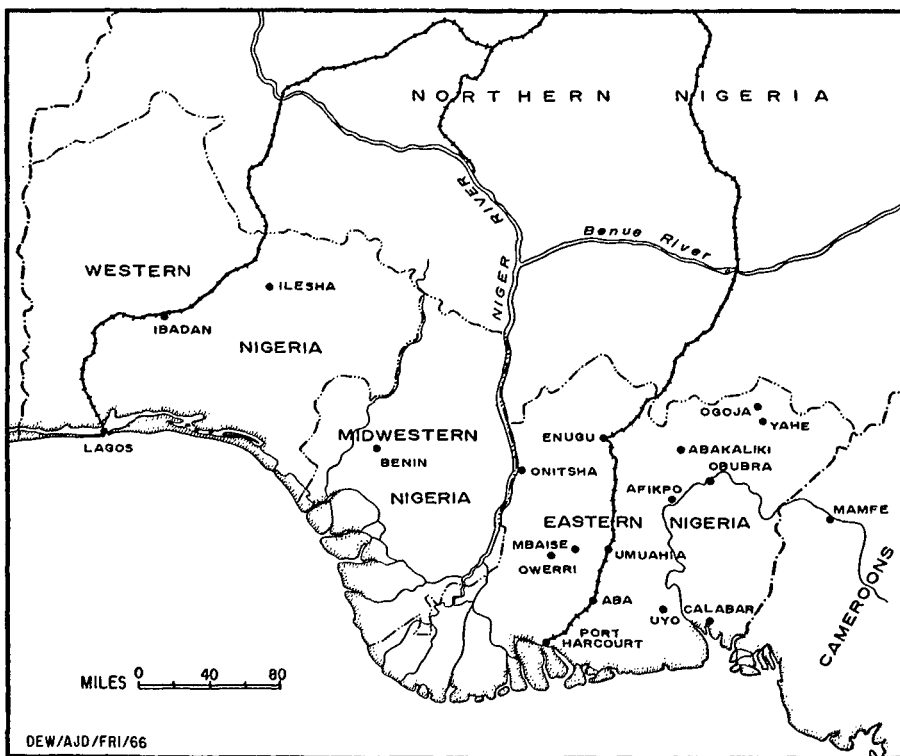 NORTHERN NIGERIA
NIGER RIVER
Benue River
WESTERN
NIGERIA
ILESHA
IBADAN
LAGOS
MIDWESTERN
BENIN
NIGERIA
ENUGU
ONITSHA
OGOJA
YAHE
ABAKALIKI
OBUBRA
AFIKPO
EASTERN NIGERIA
MAMFE
MBAISE
OWERRI
UMUAHIA
ABA
UYO
CALABAR
PORT
HARCOURT
CAMEROONS
MILES 0 40 80
DEW/AJD/FRI/66